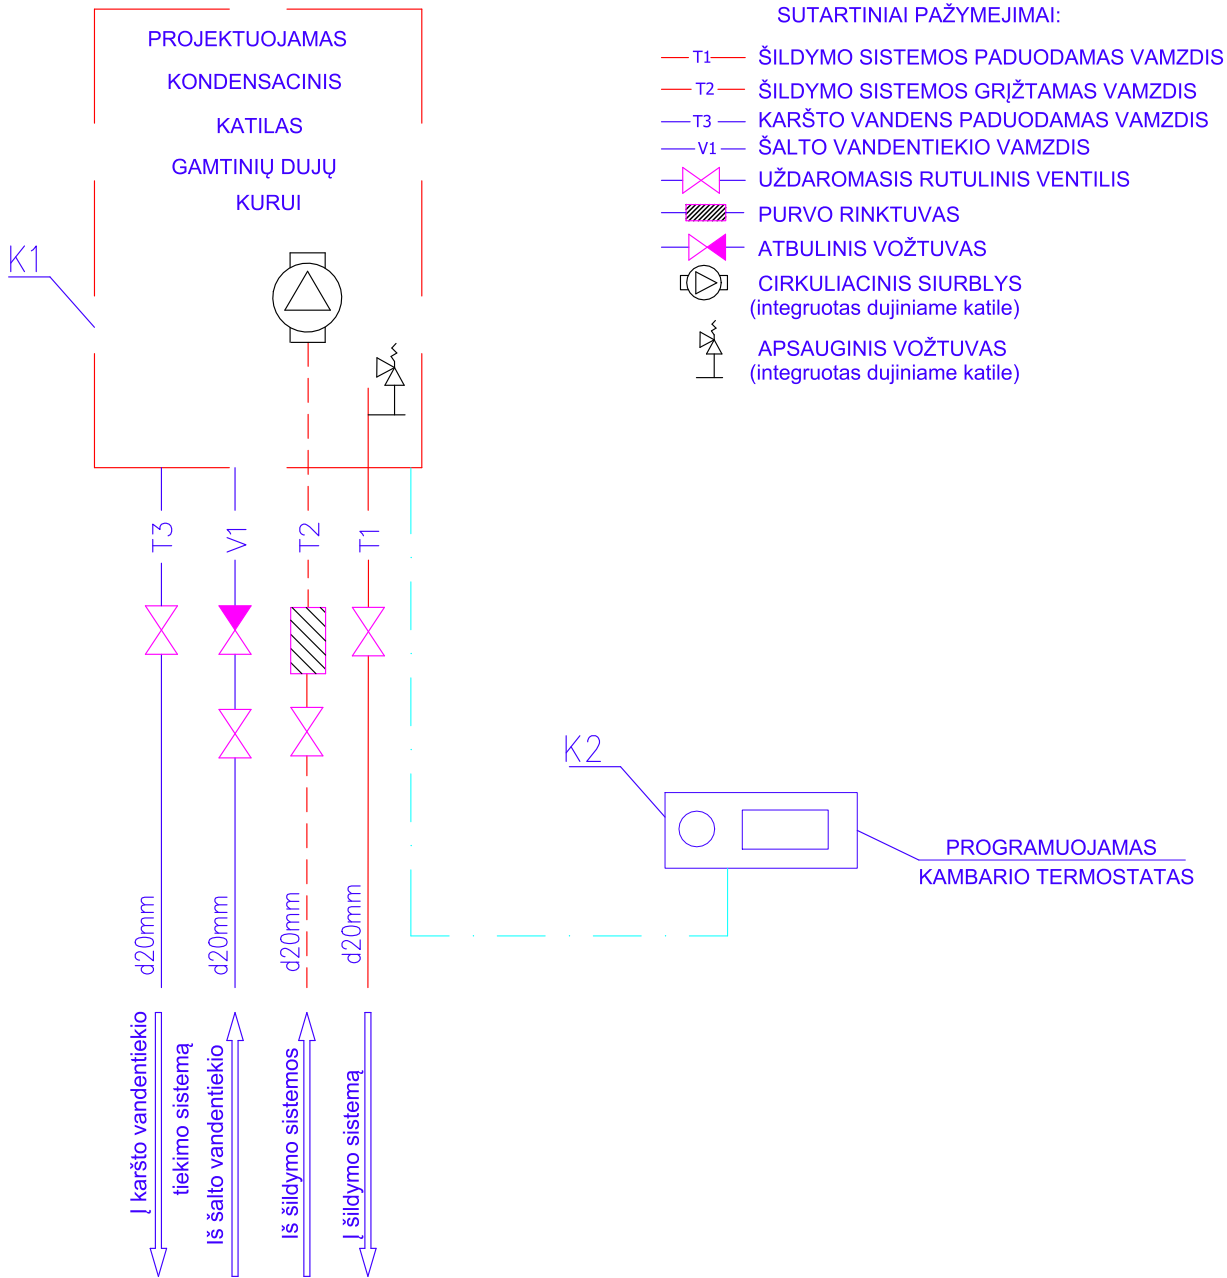 PROJEKTUOJAMAS
KONDENSACINIS
KATILAS
GAMTINIŲ DUJŲ
KURUI
K1
SUTARTINIAI PAŽYMEJIMAI:
T1 ŠILDYMO SISTEMOS PADUODAMAS VAMZDIS
T2 ŠILDYMO SISTEMOS GRĮŽTAMAS VAMZDIS
T3 KARŠTO VANDENS PADUODAMAS VAMZDIS
V1 ŠALTO VANDENTIEKIO VAMZDIS
UŽDAROMASIS RUTULINIS VENTILIS
PURVO RINKTUVAS
ATBULINIS VOŽTUVAS
CIRKULIACINIS SIURBLYS
(integruotas dujiniame katile)
APSAUGINIS VOŽTUVAS
(integruotas dujiniame katile)
T3
V1
T2
T1
K2
PROGRAMUOJAMAS
KAMBARIO TERMOSTATAS
d20mm
d20mm
d20mm
d20mm
Į karšto vandentiekio
tiekimo sistemą
Iš šalto vandentiekio
Iš šildymo sistemos
Į šildymo sistemą